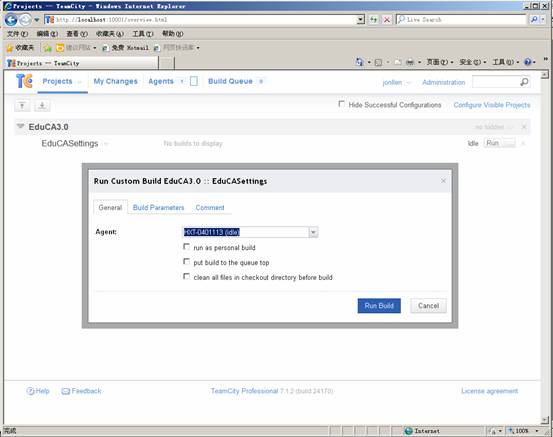 Projects -- TeamCity - Windows Internet Explorer
http://localhost:10001/overview.html
Live Search
文件(F) 编辑(E) 查看(V) 收藏夹(A) 工具(T) 帮助(H)
收藏夹 建议网站 免费 Hotmail 网页快讯库
Projects -- TeamCity
页面(P) 安全(S) 工具(O)
Projects My Changes Agents 1 Build Queue 0 jonllen Administration
Hide Successful Configurations Configure Visible Projects
EduCA3.0 no hidden
EduCASettings No builds to display Idle Run ...
Run Custom Build EduCA3.0 :: EduCASettings
General Build Parameters Comment
Agent: HXT-0401113 (idle)
run as personal build
put build to the queue top
clean all files in checkout directory before build
Run Build Cancel
Help Feedback TeamCity Professional 7.1.2 (build 24170) License agreement
完成 Internet 100%